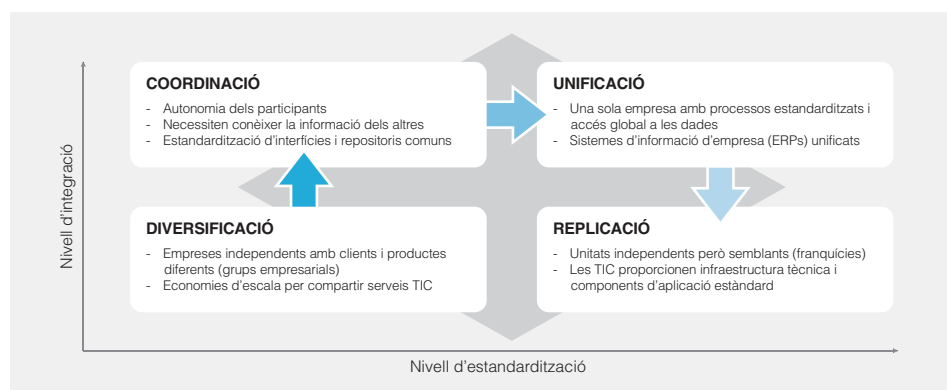 COORDINACIÓ
- Autonomia dels participants
- Necessiten conèixer la informació dels altres
- Estandardització d'interfícies i repositoris comuns
UNIFICACIÓ
- Una sola empresa amb processos estandarditzats i
accés global a les dades
- Sistemes d'informació d'empresa (ERPs) unificats
DIVERSIFICACIÓ
- Empreses independents amb clients i productes
diferents (grups empresarials)
- Economies d'escala per compartir serveis TIC
REPLICACIÓ
- Unitats independents però semblants (franquícies)
- Les TIC proporcionen infraestructura tècnica i
components d'aplicació estàndard
Nivell d'integració
Nivell d'estandardització